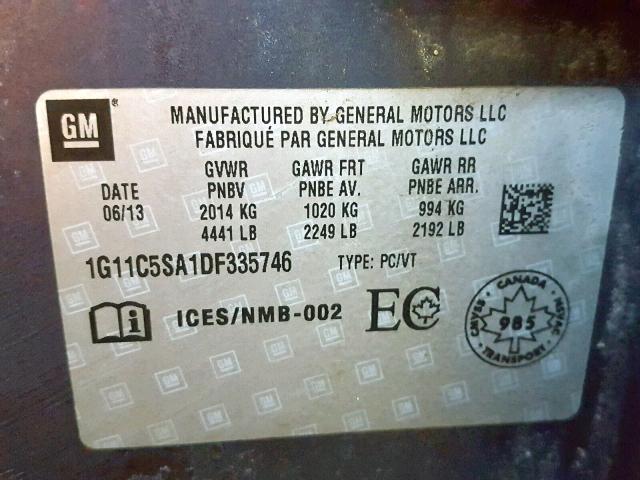 GM
MANUFACTURED BY GENERAL MOTORS LLC
FABRIQUÉ PAR GENERAL MOTORS LLC
GVWR GAWR FRT GAWR RR
DATE PNBV PNBE AV. PNBE ARR.
06/13 2014 KG 1020 KG 994 KG
4441 LB 2249 LB 2192 LB
1G11C5SA1DF335746 TYPE: PC/VT
i ICES/NMB-002 EC
CANADA
NSVAC
985
CNVSS
TRANSPORT